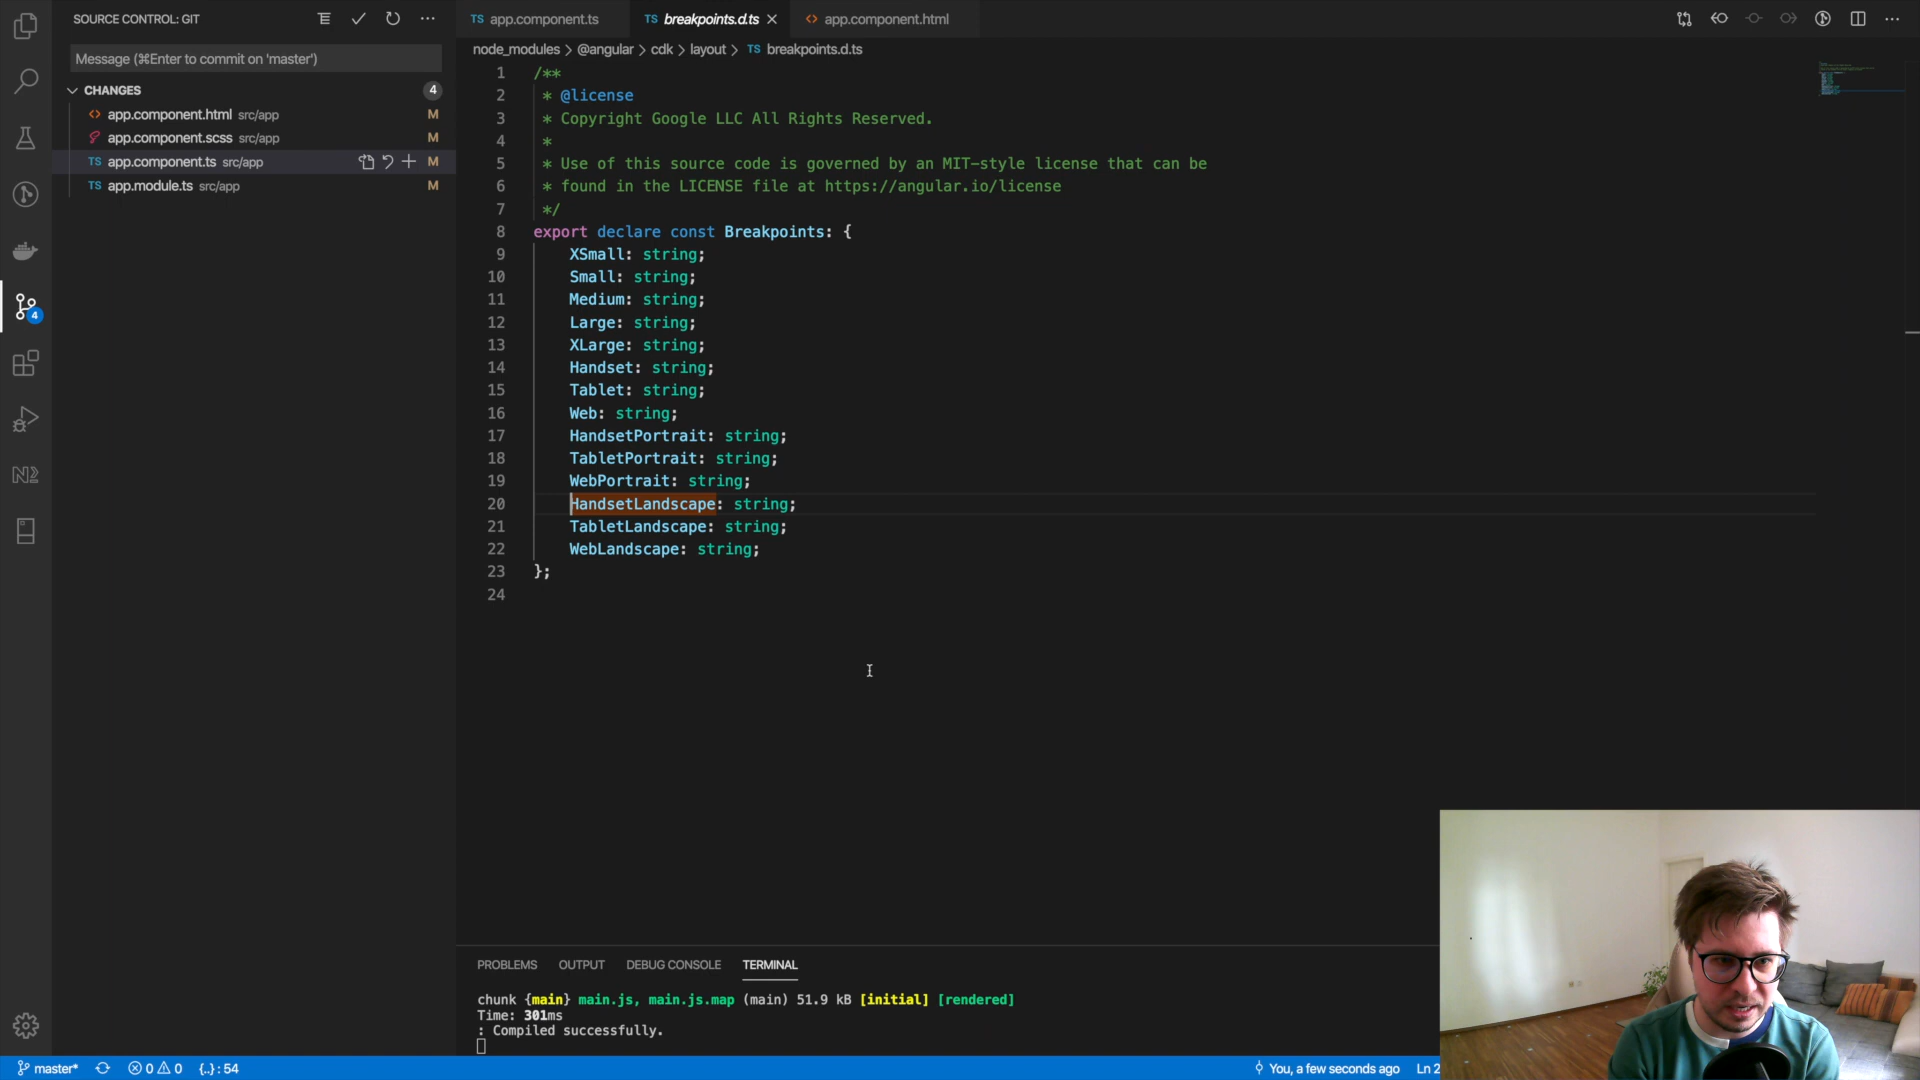 SOURCE CONTROL: GIT
Message (⌘Enter to commit on 'master')
CHANGES 4
app.component.html src/app M
app.component.scss src/app M
TS app.component.ts src/app M
TS app.module.ts src/app M
4
N
TS app.component.ts
TS breakpoints.d.ts
app.component.html
node_modules > @angular > cdk > layout > TS breakpoints.d.ts
1 /**
2 * @license
3 * Copyright Google LLC All Rights Reserved.
4 *
5 * Use of this source code is governed by an MIT-style license that can be
6 * found in the LICENSE file at https://angular.io/license
7 */
8 export declare const Breakpoints: {
9 XSmall: string;
10 Small: string;
11 Medium: string;
12 Large: string;
13 XLarge: string;
14 Handset: string;
15 Tablet: string;
16 Web: string;
17 HandsetPortrait: string;
18 TabletPortrait: string;
19 WebPortrait: string;
20 HandsetLandscape: string;
21 TabletLandscape: string;
22 WebLandscape: string;
23 };
24
PROBLEMS OUTPUT DEBUG CONSOLE TERMINAL
chunk {main} main.js, main.js.map (main) 51.9 kB [initial] [rendered]
Time: 301ms
: Compiled successfully.
master* 0 0 {..} : 54 You, a few seconds ago Ln 2